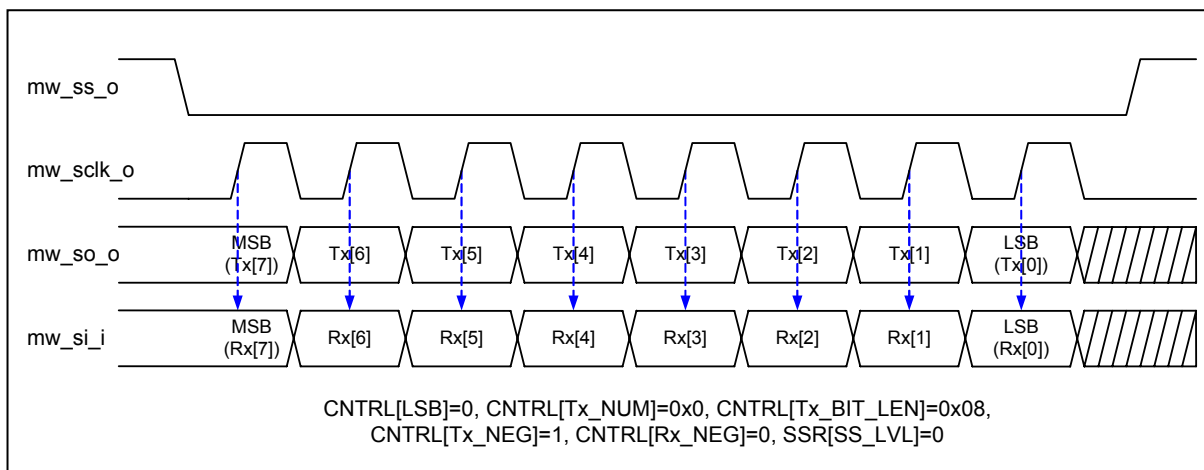 mw_ss_o
mw_sclk_o
mw_so_o
MSB
(Tx[7])
Tx[6]
Tx[5]
Tx[4]
Tx[3]
Tx[2]
Tx[1]
LSB
(Tx[0])
mw_si_i
MSB
(Rx[7])
Rx[6]
Rx[5]
Rx[4]
Rx[3]
Rx[2]
Rx[1]
LSB
(Rx[0])
CNTRL[LSB]=0, CNTRL[Tx_NUM]=0x0, CNTRL[Tx_BIT_LEN]=0x08,
CNTRL[Tx_NEG]=1, CNTRL[Rx_NEG]=0, SSR[SS_LVL]=0